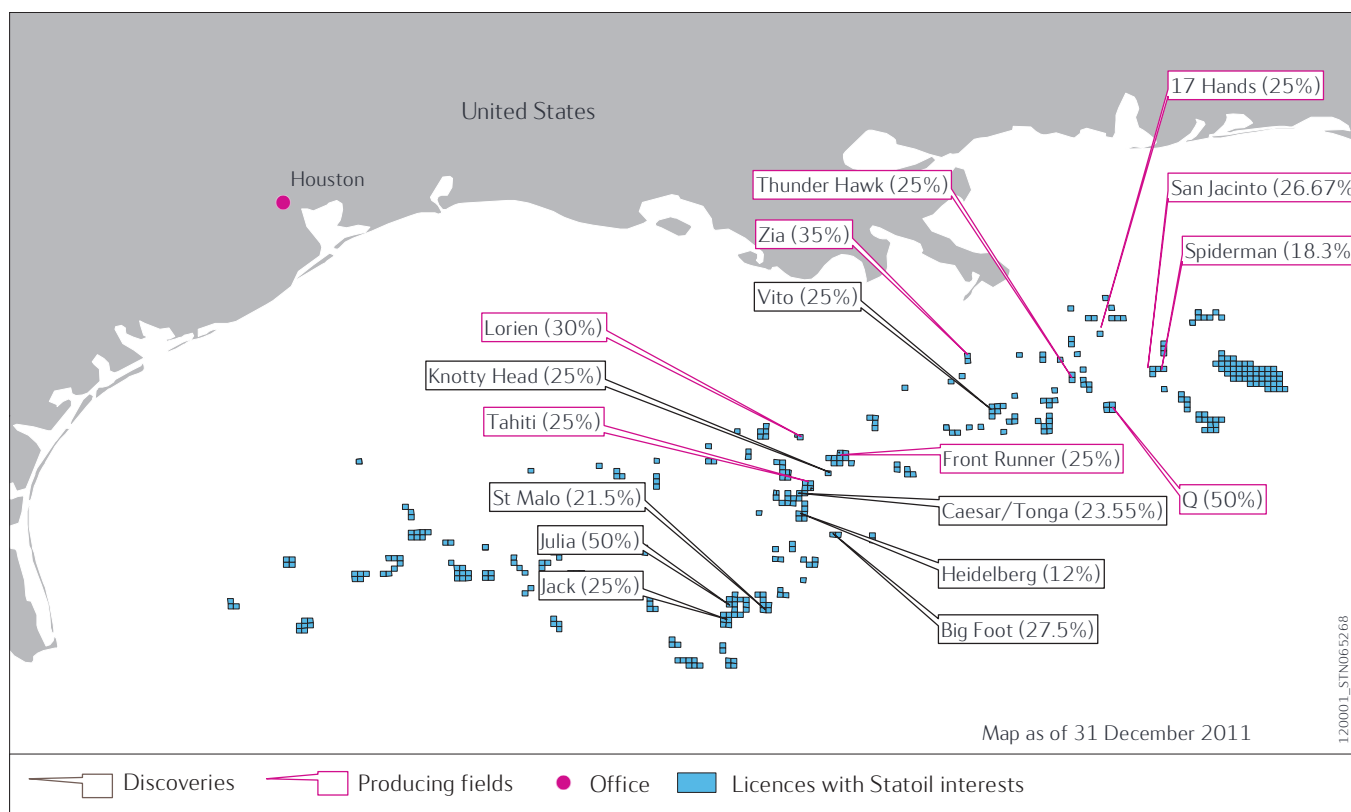 17 Hands (25%)
United States
Houston
Thunder Hawk (25%)
San Jacinto (26.67%
Zia (35%)
Spiderman (18.3%
Vito (25%)
Lorien (30%)
Knotty Head (25%)
Tahiti (25%)
Front Runner (25%)
St Malo (21.5%)
Q (50%)
Caesar/Tonga (23.55%)
Julia (50%)
Heidelberg (12%)
Jack (25%)
Big Foot (27.5%)
Map as of 31 December 2011
120001_STN065268
Discoveries
Producing fields
Office
Licences with Statoil interests